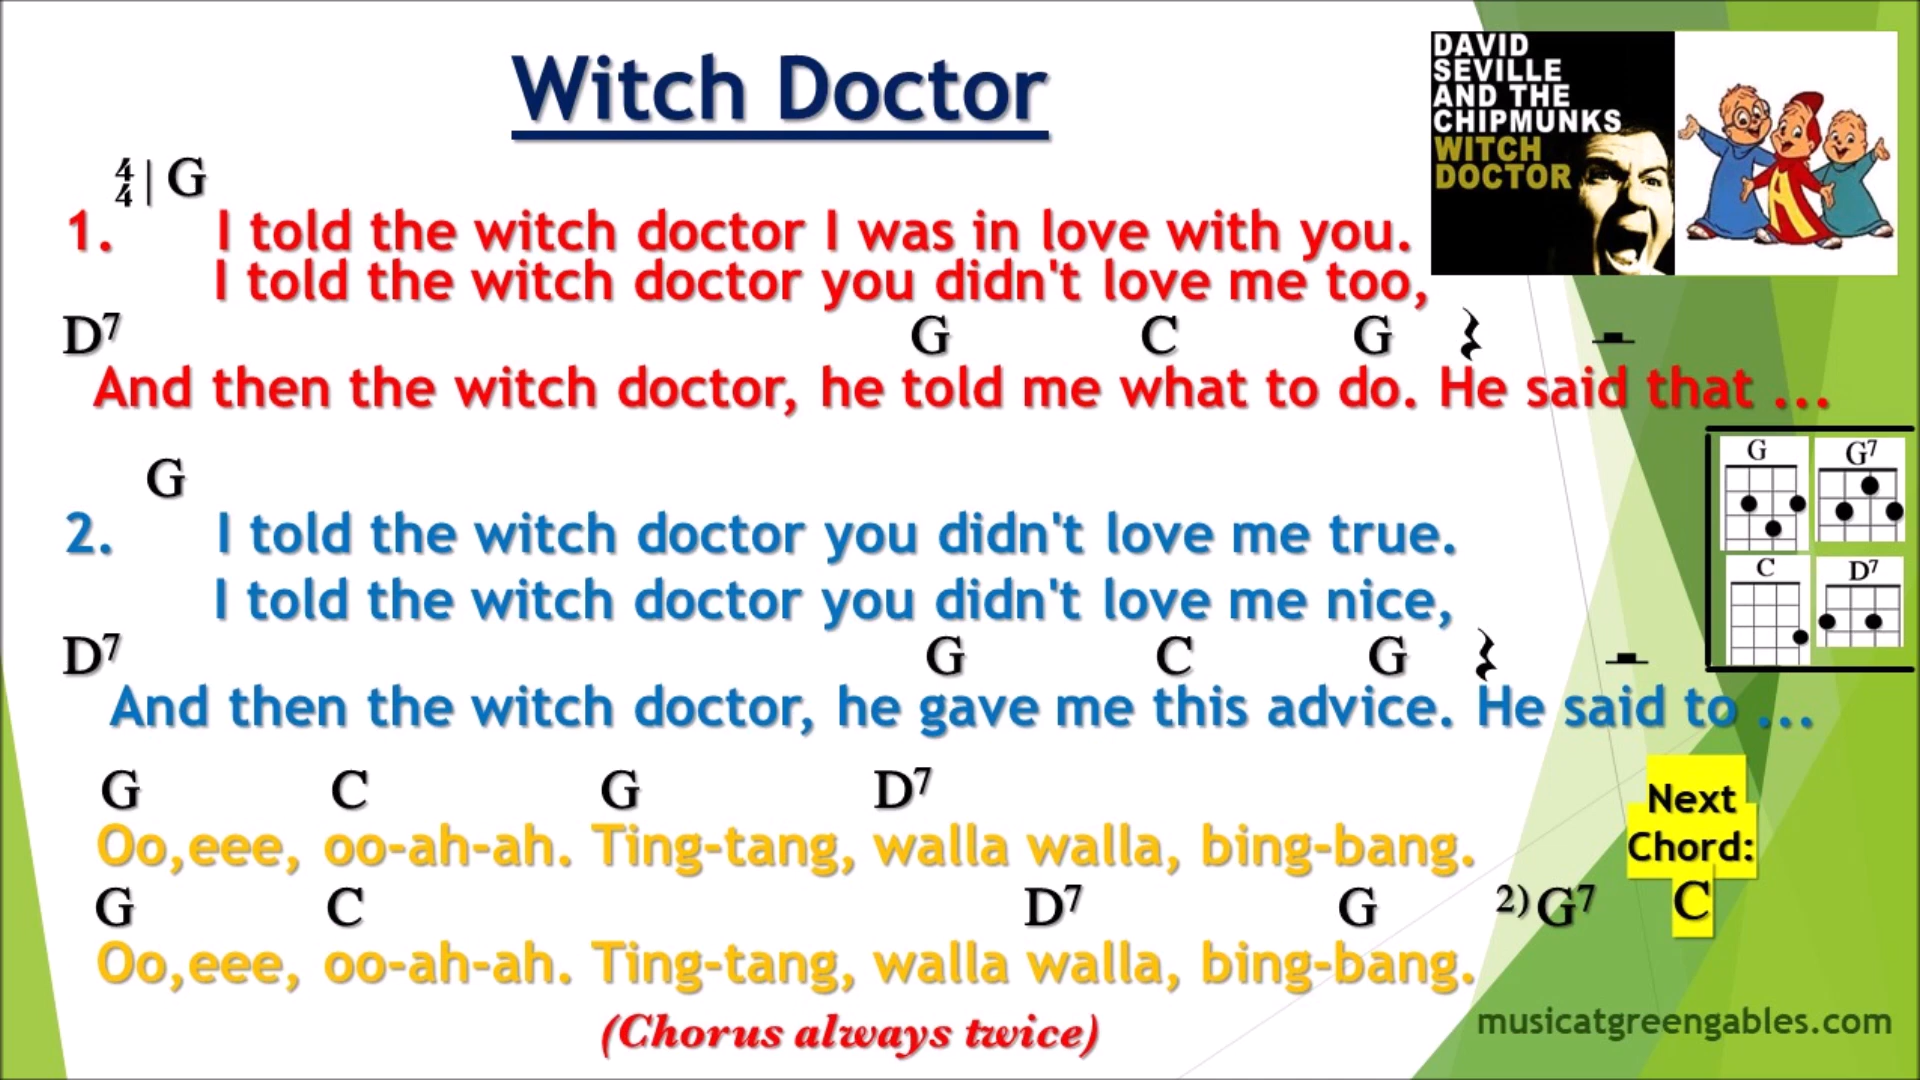 Witch Doctor
DAVID
SEVILLE
AND THE
CHIPMUNKS
WITCH
DOCTOR
A
4/4 | G
1. I told the witch doctor I was in love with you.
I told the witch doctor you didn't love me too,
D7 G C G
And then the witch doctor, he told me what to do. He said that ...
G G7
C D7
G
2. I told the witch doctor you didn't love me true.
I told the witch doctor you didn't love me nice,
D7 G C G
And then the witch doctor, he gave me this advice. He said to ...
G C G D7
Oo,eee, oo-ah-ah. Ting-tang, walla walla, bing-bang.
G C D7 G 2) G7
Oo,eee, oo-ah-ah. Ting-tang, walla walla, bing-bang.
Next
Chord:
C
(Chorus always twice)
musicatgreengables.com